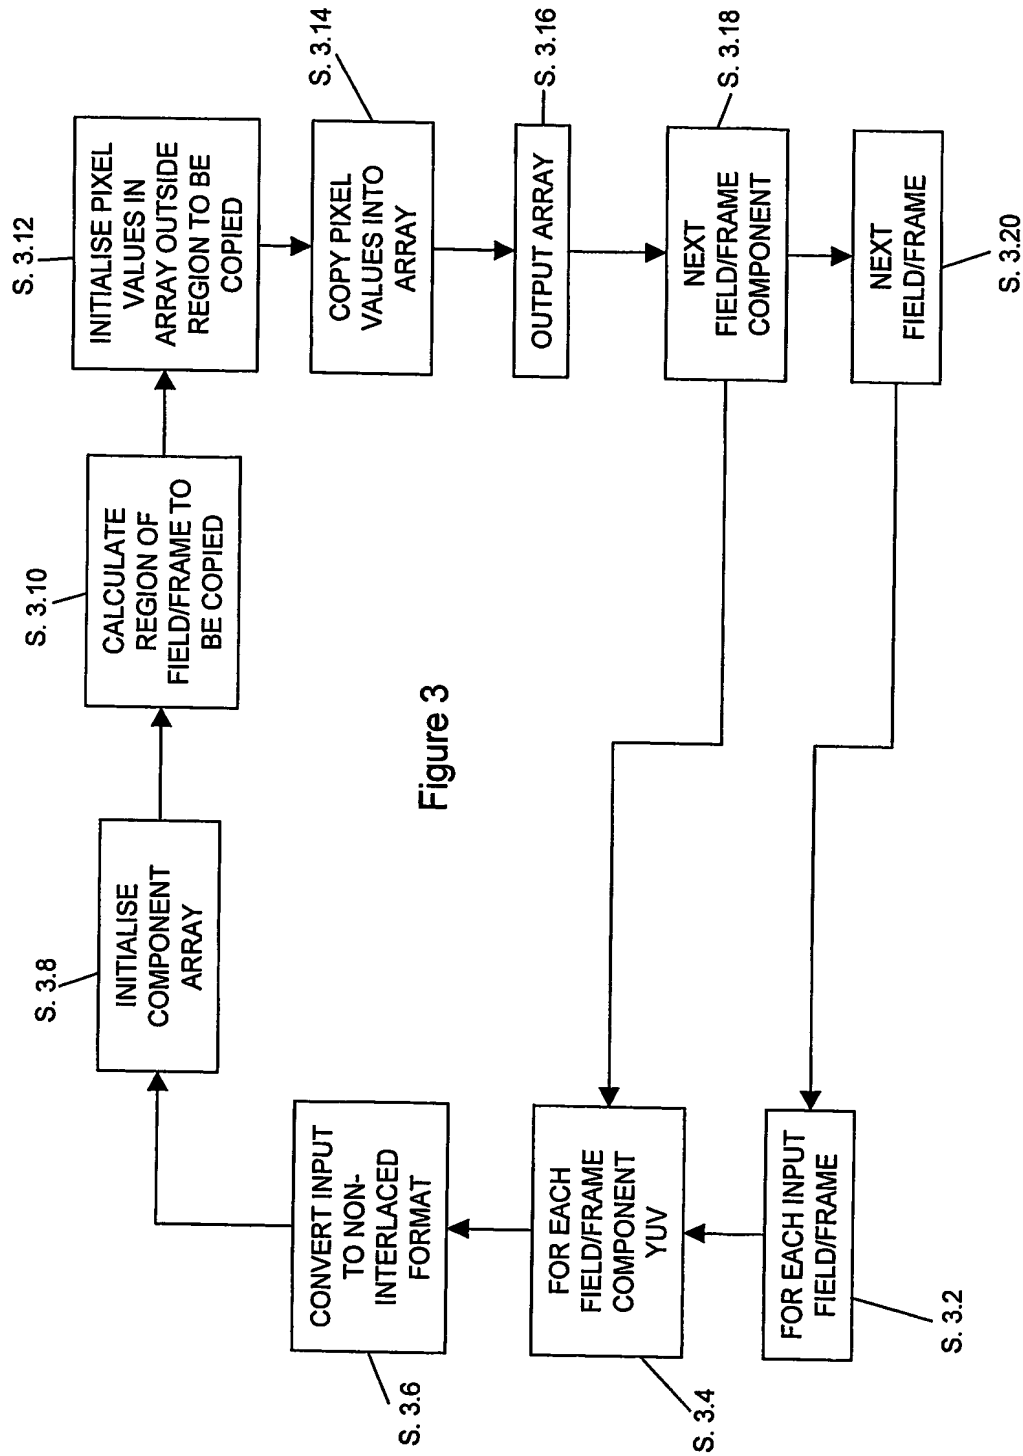 S. 3.2
FOR EACH INPUT
FIELD/FRAME
S. 3.4
FOR EACH
FIELD/FRAME
COMPONENT
YUV
S. 3.6
CONVERT INPUT
TO NON-
INTERLACED
FORMAT
S. 3.8
INITIALISE
COMPONENT
ARRAY
S. 3.10
CALCULATE
REGION OF
FIELD/FRAME TO
BE COPIED
S. 3.12
INITIALISE PIXEL
VALUES IN
ARRAY OUTSIDE
REGION TO BE
COPIED
S. 3.14
COPY PIXEL
VALUES INTO
ARRAY
S. 3.16
OUTPUT ARRAY
S. 3.18
NEXT
FIELD/FRAME
COMPONENT
S. 3.20
NEXT
FIELD/FRAME
Figure 3